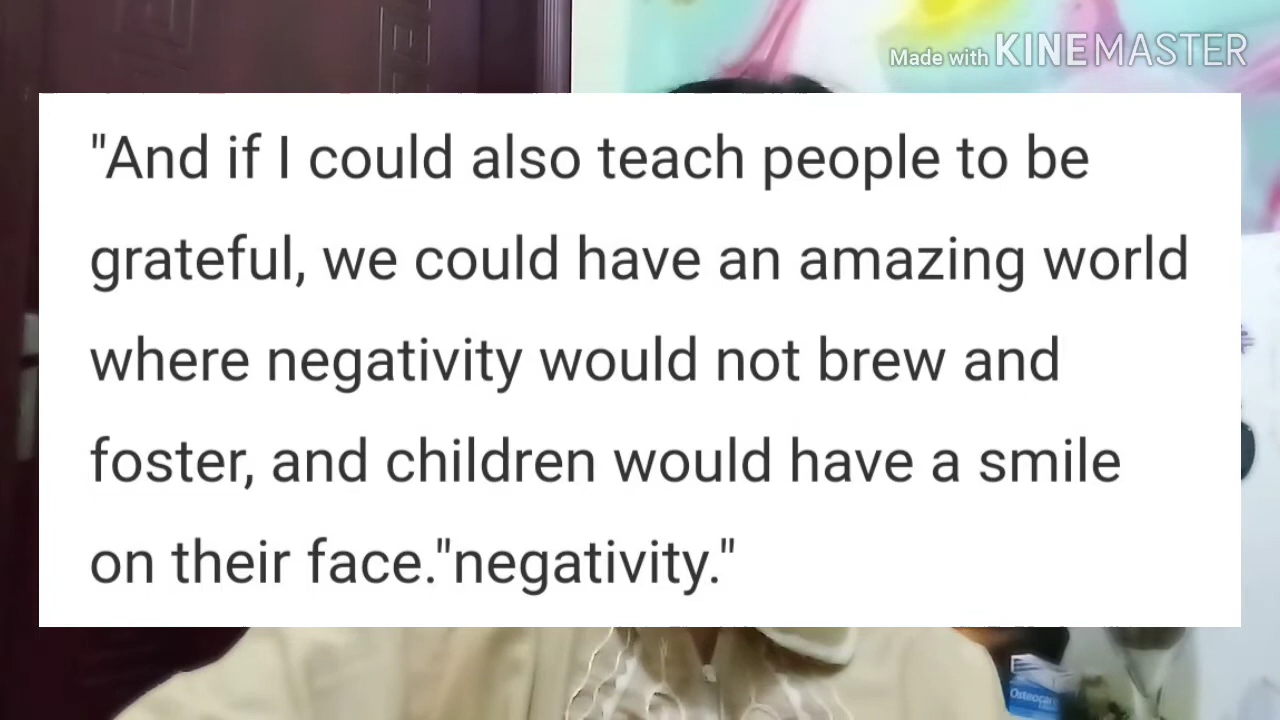 Made with KINEMASTER
"And if I could also teach people to be
grateful, we could have an amazing world
where negativity would not brew and
foster, and children would have a smile
on their face."negativity."